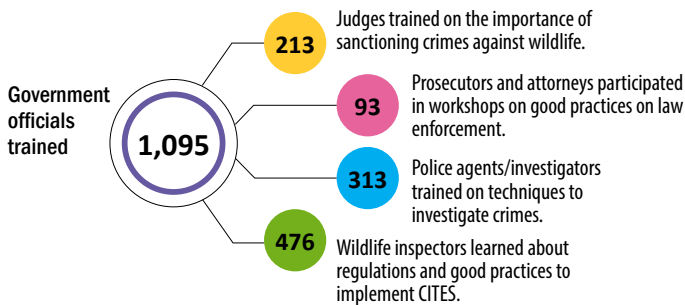 Government
officials
trained
1,095
213
Judges trained on the importance of
sanctioning crimes against wildlife.
93
Prosecutors and attorneys participated
in workshops on good practices on law
enforcement.
313
Police agents/investigators
trained on techniques to
investigate crimes.
476
Wildlife inspectors learned about
regulations and good practices to
implement CITES.